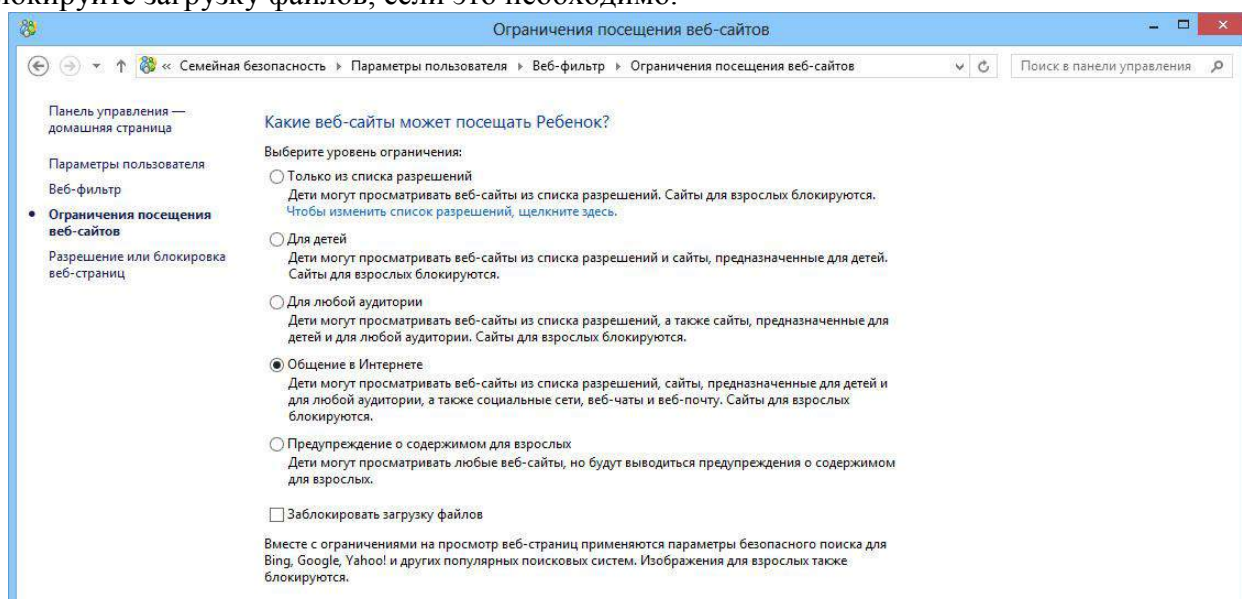 локируйте загрузку файлов, если это необходимо.
Ограничения посещения веб-сайтов
« Семейная безопасность ▸ Параметры пользователя ▸ Веб-фильтр ▸ Ограничения посещения веб-сайтов
Поиск в панели управления
Панель управления —
домашняя страница
Параметры пользователя
Веб-фильтр
• Ограничения посещения
веб-сайтов
Разрешение или блокировка
веб-страниц
Какие веб-сайты может посещать Ребенок?
Выберите уровень ограничения:
Только из списка разрешений
Дети могут просматривать веб-сайты из списка разрешений. Сайты для взрослых блокируются.
Чтобы изменить список разрешений, щелкните здесь.
Для детей
Дети могут просматривать веб-сайты из списка разрешений и сайты, предназначенные для детей.
Сайты для взрослых блокируются.
Для любой аудитории
Дети могут просматривать веб-сайты из списка разрешений, а также сайты, предназначенные для
детей и для любой аудитории. Сайты для взрослых блокируются.
Общение в Интернете
Дети могут просматривать веб-сайты из списка разрешений, сайты, предназначенные для детей и
для любой аудитории, а также социальные сети, веб-чаты и веб-почту. Сайты для взрослых
блокируются.
Предупреждение о содержимом для взрослых
Дети могут просматривать любые веб-сайты, но будут выводиться предупреждения о содержимом
для взрослых.
Заблокировать загрузку файлов
Вместе с ограничениями на просмотр веб-страниц применяются параметры безопасного поиска для
Bing, Google, Yahoo! и других популярных поисковых систем. Изображения для взрослых также
блокируются.